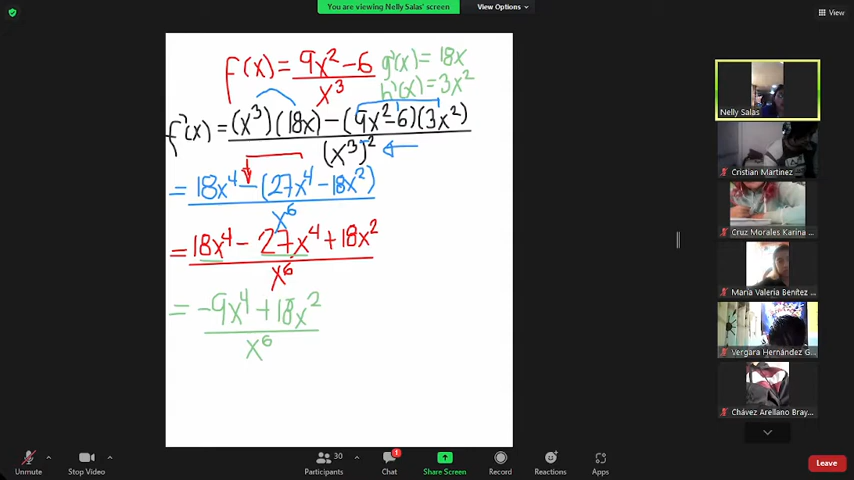 You are viewing Nelly Salas' screen
View Options
View
f(x) = 9x²-6 / x³
g'(x) = 18x
h'(x) = 3x²
f'(x) = (x³)(18x) - (9x²-6)(3x²) / (x³)²
= 18x⁴ - (27x⁴ - 18x²) / x⁶
= 18x⁴ - 27x⁴ + 18x² / x⁶
= -9x⁴ + 18x² / x⁶
Nelly Salas
Cristian Martinez
Cruz Morales Karina
Maria Valeria Benítez ...
Vergara Hernández G...
Chávez Arellano Bray...
Unmute
Stop Video
30
Participants
1
Chat
Share Screen
Record
Reactions
Apps
Leave